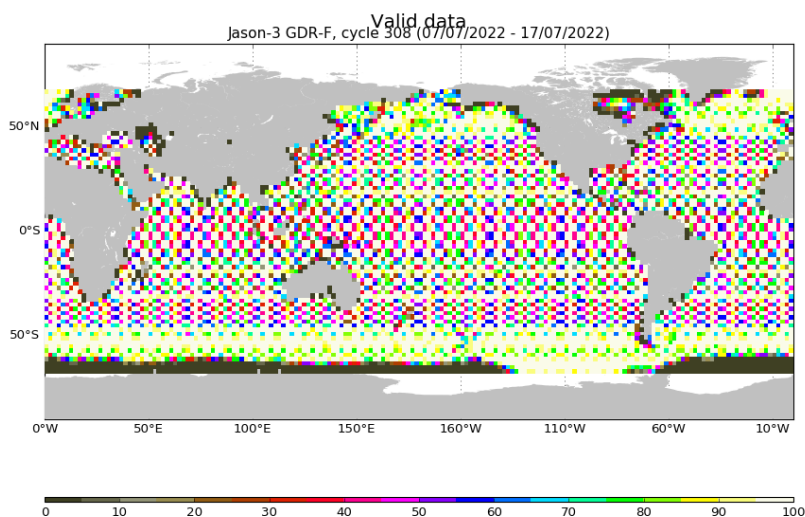 Valid data
Jason-3 GDR-F, cycle 308 (07/07/2022 - 17/07/2022)
50°N
0°S
50°S
0°W 50°E 100°E 150°E 160°W 110°W 60°W 10°W
0 10 20 30 40 50 60 70 80 90 100